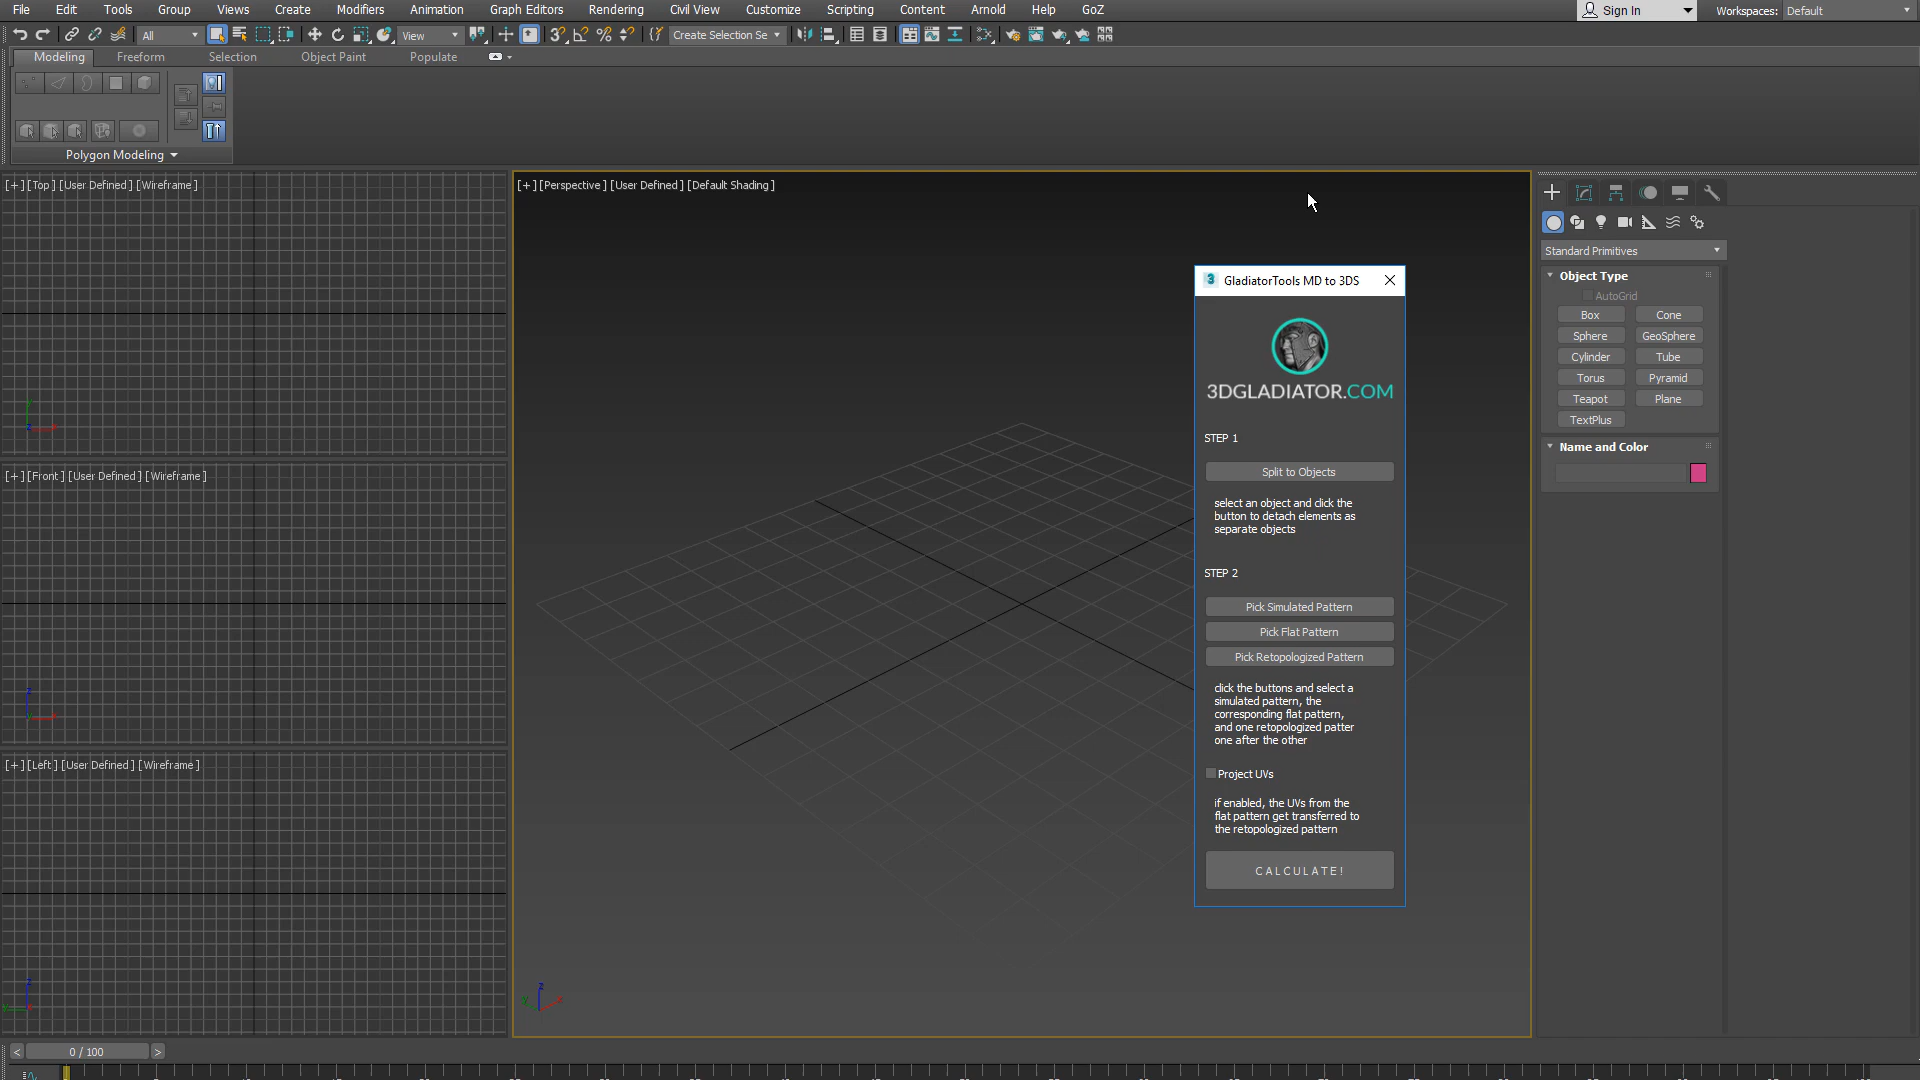 File Edit Tools Group Views Create Modifiers Animation Graph Editors Rendering Civil View Customize Scripting Content Arnold Help GoZ
Sign In
Workspaces: Default
All
View
Create Selection Se
Modeling Freeform Selection Object Paint Populate
Polygon Modeling
[+] [Top] [User Defined] [Wireframe]
[+] [Perspective] [User Defined] [Default Shading]
[+] [Front] [User Defined] [Wireframe]
[+] [Left] [User Defined] [Wireframe]
GladiatorTools MD to 3DS
3DGLADIATOR.COM
STEP 1
Split to Objects
select an object and click the
button to detach elements as
separate objects
STEP 2
Pick Simulated Pattern
Pick Flat Pattern
Pick Retopologized Pattern
click the buttons and select a
simulated pattern, the
corresponding flat pattern,
and one retopologized patter
one after the other
Project UVs
if enabled, the UVs from the
flat pattern get transferred to
the retopologized pattern
CALCULATE!
Standard Primitives
Object Type
AutoGrid
Box Cone
Sphere GeoSphere
Cylinder Tube
Torus Pyramid
Teapot Plane
TextPlus
Name and Color
< 0 / 100 >